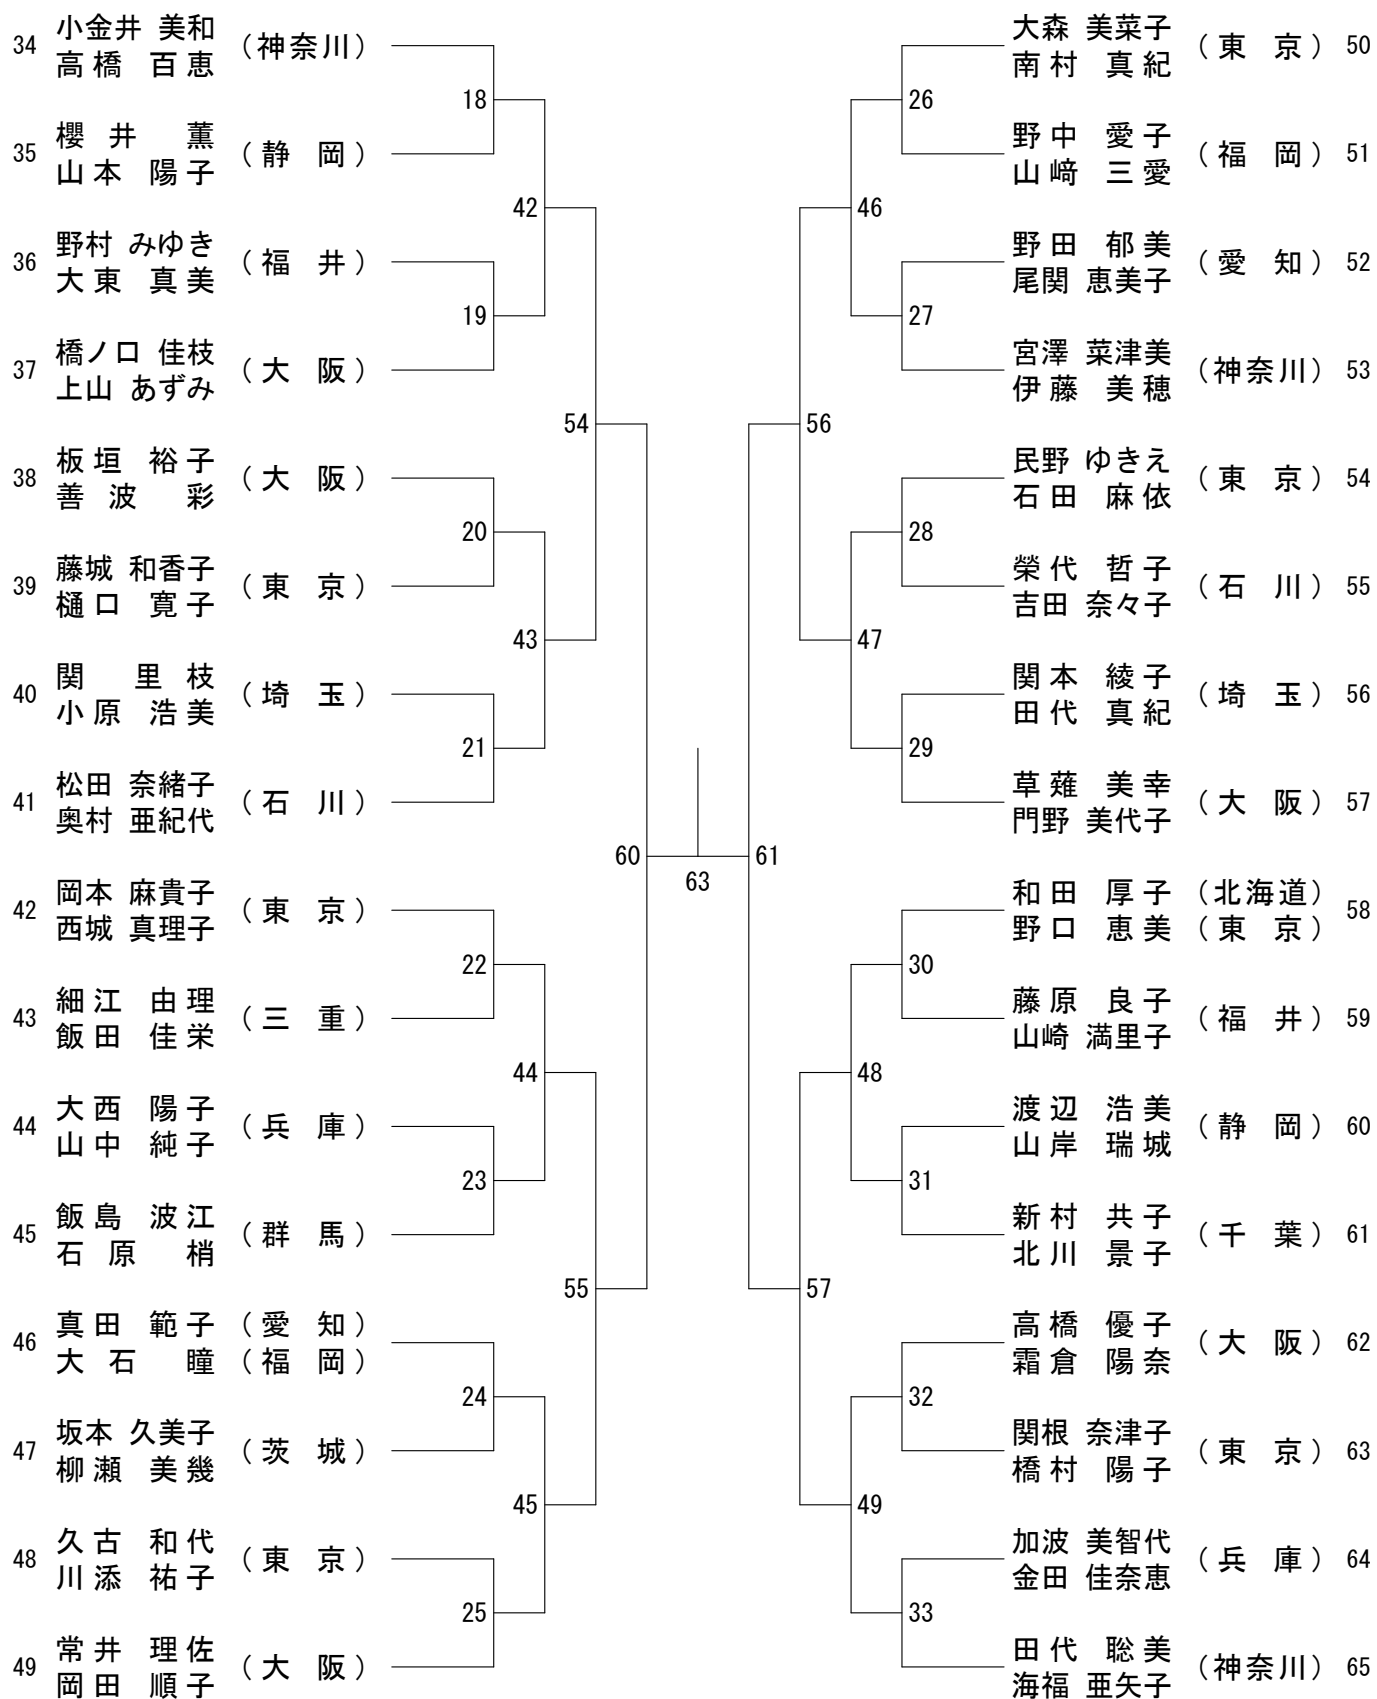 34 小金井 美和 (神奈川)
高橋 百恵
18
35 櫻井 薫 (静岡)
山本 陽子
42
36 野村 みゆき (福井)
大東 真美
19
37 橋ノ口 佳枝 (大阪)
上山 あずみ
54
38 板垣 裕子 (大阪)
善波 彩
20
39 藤城 和香子 (東京)
樋口 寛子
43
40 関 里枝 (埼玉)
小原 浩美
21
41 松田 奈緒子 (石川)
奥村 亜紀代
60
42 岡本 麻貴子 (東京)
西城 真理子
22
43 細江 由理 (三重)
飯田 佳栄
44
44 大西 陽子 (兵庫)
山中 純子
23
45 飯島 波江 (群馬)
石原 梢
55
46 真田 範子 (愛知)
大石 瞳 (福岡)
24
47 坂本 久美子 (茨城)
柳瀬 美幾
45
48 久古 和代 (東京)
川添 祐子
25
49 常井 理佐 (大阪)
岡田 順子
63
大森 美菜子 (東京) 50
南村 真紀
26
野中 愛子 (福岡) 51
山﨑 三愛
46
野田 郁美 (愛知) 52
尾関 恵美子
27
宮澤 菜津美 (神奈川) 53
伊藤 美穂
56
民野 ゆきえ (東京) 54
石田 麻依
28
榮代 哲子 (石川) 55
吉田 奈々子
47
関本 綾子 (埼玉) 56
田代 真紀
29
草薙 美幸 (大阪) 57
門野 美代子
61
和田 厚子 (北海道) 58
野口 恵美 (東京)
30
藤原 良子 (福井) 59
山崎 満里子
48
渡辺 浩美 (静岡) 60
山岸 瑞城
31
新村 共子 (千葉) 61
北川 景子
57
高橋 優子 (大阪) 62
霜倉 陽奈
32
関根 奈津子 (東京) 63
橋村 陽子
49
加波 美智代 (兵庫) 64
金田 佳奈恵
33
田代 聡美 (神奈川) 65
海福 亜矢子